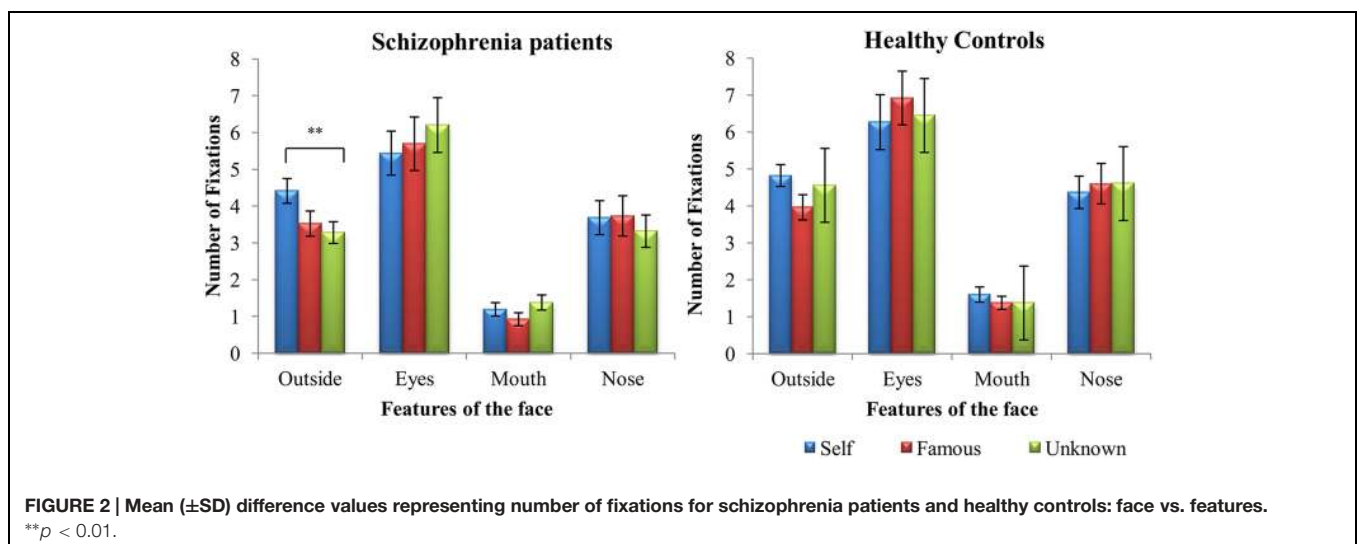 Schizophrenia patients
Number of Fixations
8
7
6
5
4
3
2
1
0
**
Outside Eyes Mouth Nose
Features of the face
Healthy Controls
Number of Fixations
8
7
6
5
4
3
2
1
0
Outside Eyes Mouth Nose
Features of the face
Self Famous Unknown
FIGURE 2 | Mean (±SD) difference values representing number of fixations for schizophrenia patients and healthy controls: face vs. features.
**p < 0.01.